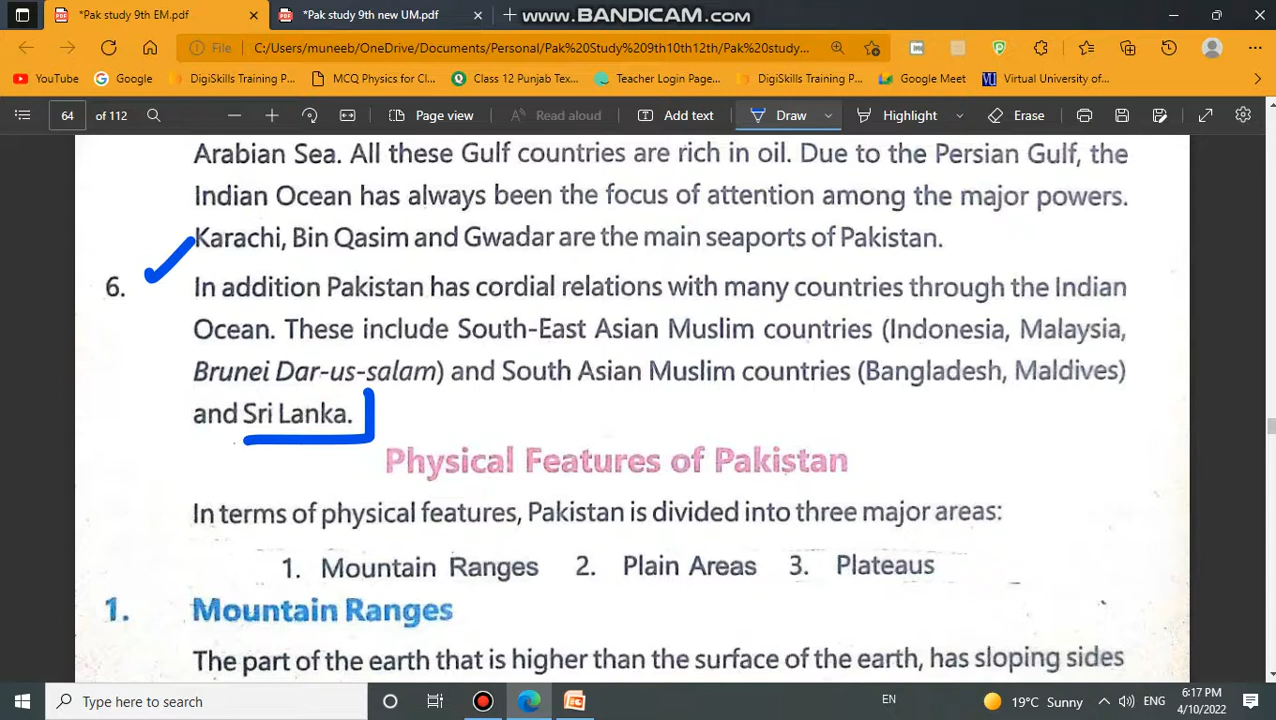 *Pak study 9th EM.pdf
*Pak study 9th new UM.pdf
www.BANDICAM.com
File C:/Users/muneeb/OneDrive/Documents/Personal/Pak%20Study%209th10th12th/Pak%20study...
YouTube Google DigiSkills Training P... MCQ Physics for Cl... Class 12 Punjab Tex... Teacher Login Page... DigiSkills Training P... Google Meet Virtual University of...
64 of 112 Page view Read aloud Add text Draw Highlight Erase
Arabian Sea. All these Gulf countries are rich in oil. Due to the Persian Gulf, the
Indian Ocean has always been the focus of attention among the major powers.
Karachi, Bin Qasim and Gwadar are the main seaports of Pakistan.
6. In addition Pakistan has cordial relations with many countries through the Indian
Ocean. These include South-East Asian Muslim countries (Indonesia, Malaysia,
Brunei Dar-us-salam) and South Asian Muslim countries (Bangladesh, Maldives)
and Sri Lanka.
Physical Features of Pakistan
In terms of physical features, Pakistan is divided into three major areas:
1. Mountain Ranges 2. Plain Areas 3. Plateaus
1. Mountain Ranges
The part of the earth that is higher than the surface of the earth, has sloping sides
Type here to search
EN
19°C Sunny
ENG
6:17 PM
4/10/2022